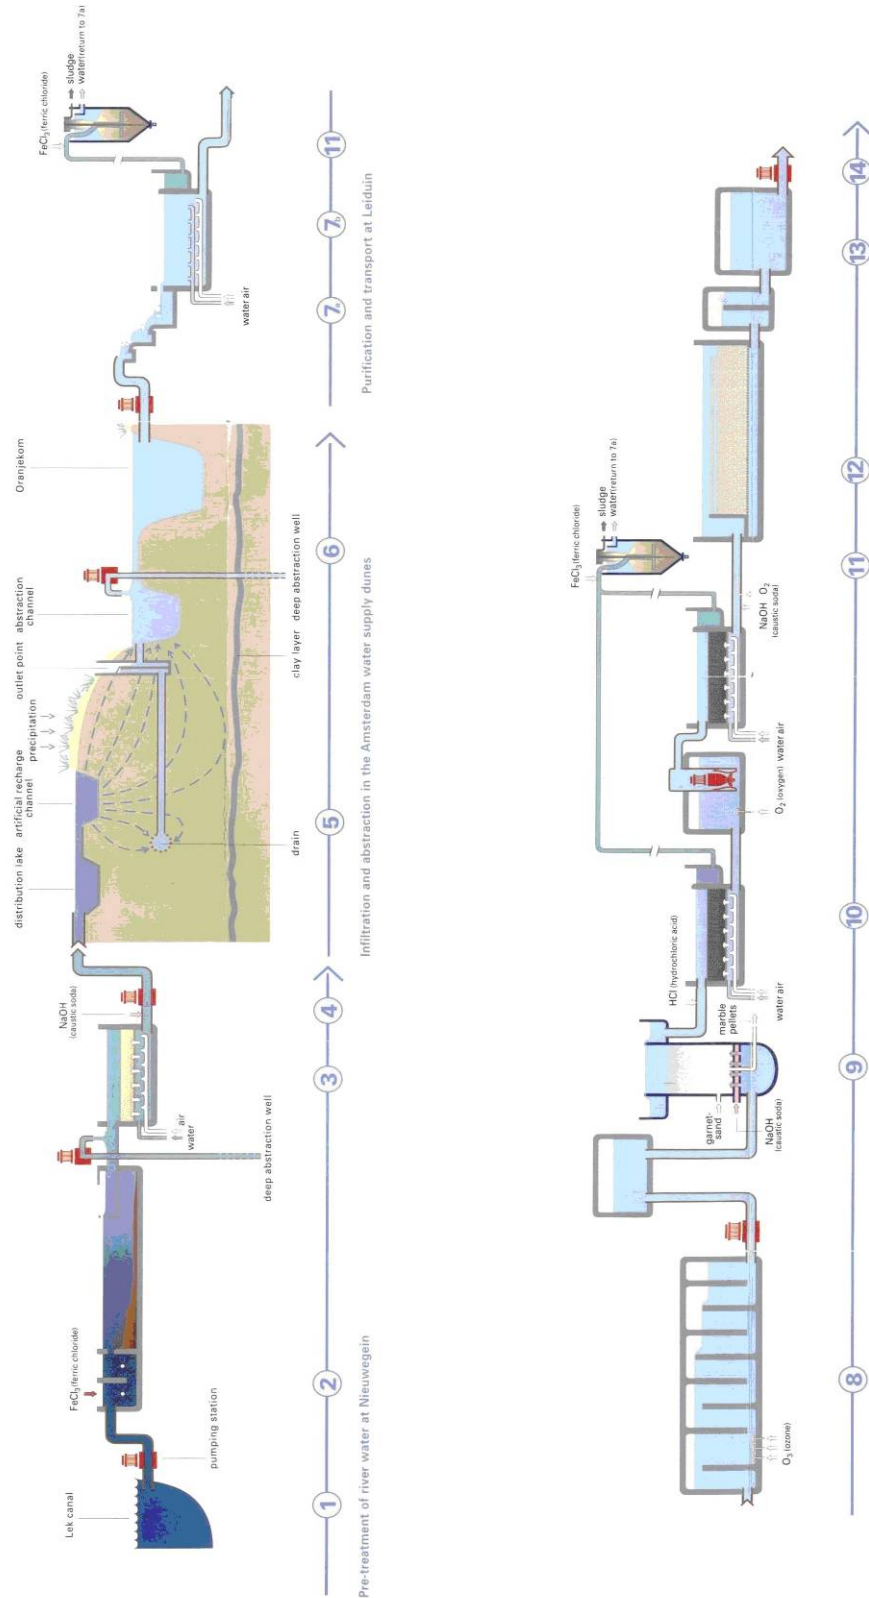 Lek canal
FeCl3 (ferric chloride)
pumping station
deep abstraction well
air
water
NaOH
(caustic soda)
1
2
3
4
Pre-treatment of river water at Nieuwegein
distribution lake
artificial recharge
channel
precipitation
outlet point
abstraction
channel
Oranjekom
drain
clay layer
deep abstraction well
5
6
Infiltration and abstraction in the Amsterdam water supply dunes
FeCl3 (ferric chloride)
sludge
water(return to 7a)
water air
7a
7b
11
Purification and transport at Leiduin
O3 (ozone)
garnet-
sand
NaOH
(caustic soda)
marble
pellets
HCl (hydrochloric acid)
water air
O2 (oxygen)
water air
FeCl3 (ferric chloride)
sludge
water(return to 7a)
NaOH O2
(caustic soda)
8
9
10
11
12
13
14